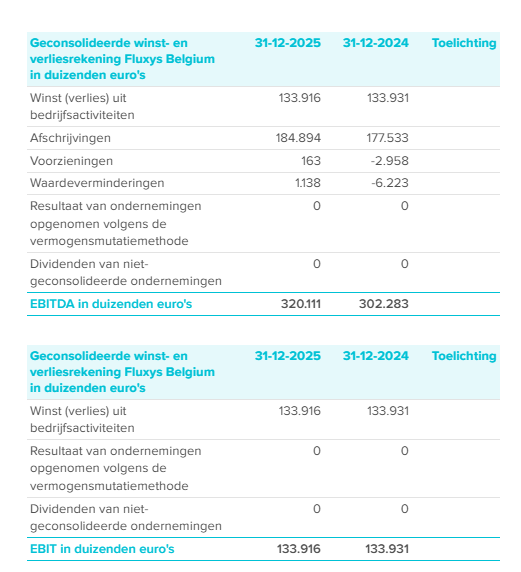 Geconsolideerde winst- en 31-12-2025 31-12-2024 Toelichting
verliesrekening Fluxys Belgium
in duizenden euro's
Winst (verlies) uit 133.916 133.931
bedrijfsactiviteiten
Afschrijvingen 184.894 177.533
Voorzieningen 163 -2.958
Waardeverminderingen 1.138 -6.223
Resultaat van ondernemingen 0 0
opgenomen volgens de
vermogensmutatiemethode
Dividenden van niet- 0 0
geconsolideerde ondernemingen
EBITDA in duizenden euro's 320.111 302.283
Geconsolideerde winst- en 31-12-2025 31-12-2024 Toelichting
verliesrekening Fluxys Belgium
in duizenden euro's
Winst (verlies) uit 133.916 133.931
bedrijfsactiviteiten
Resultaat van ondernemingen 0 0
opgenomen volgens de
vermogensmutatiemethode
Dividenden van niet- 0 0
geconsolideerde ondernemingen
EBIT in duizenden euro's 133.916 133.931